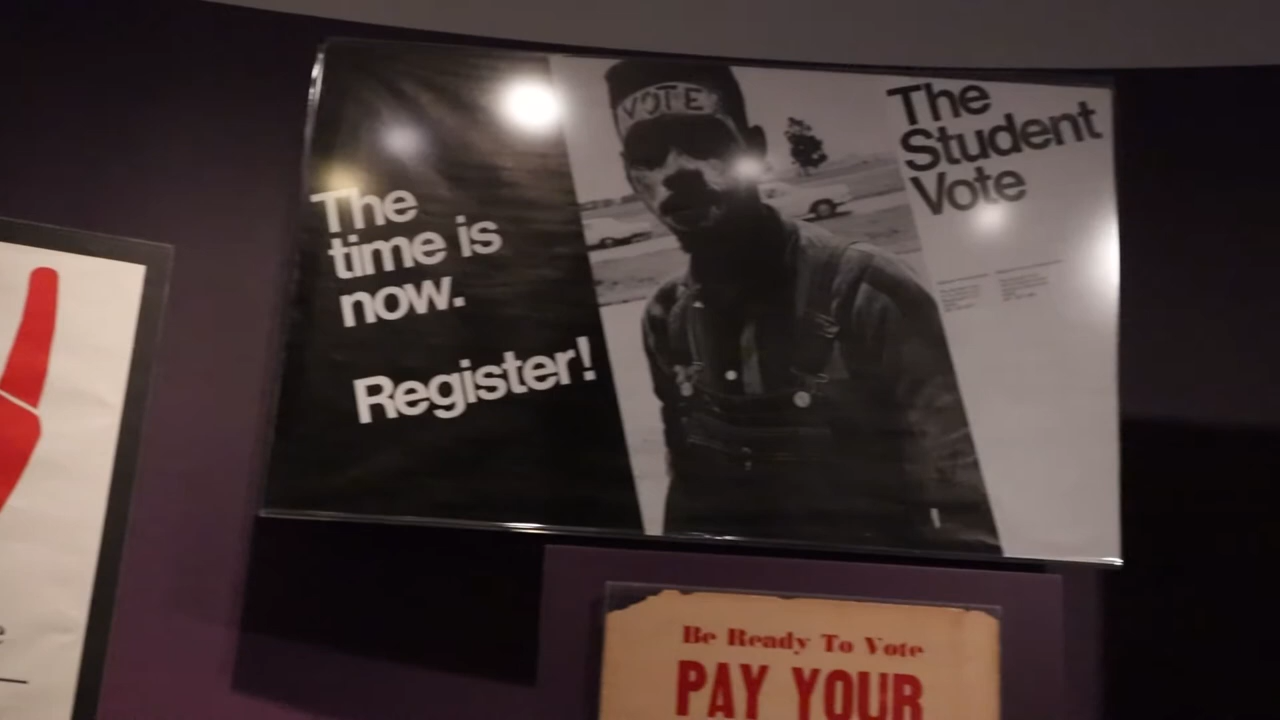 The
time is
now.
Register!
VOTE
The
Student
Vote
Be Ready To Vote
PAY YOUR